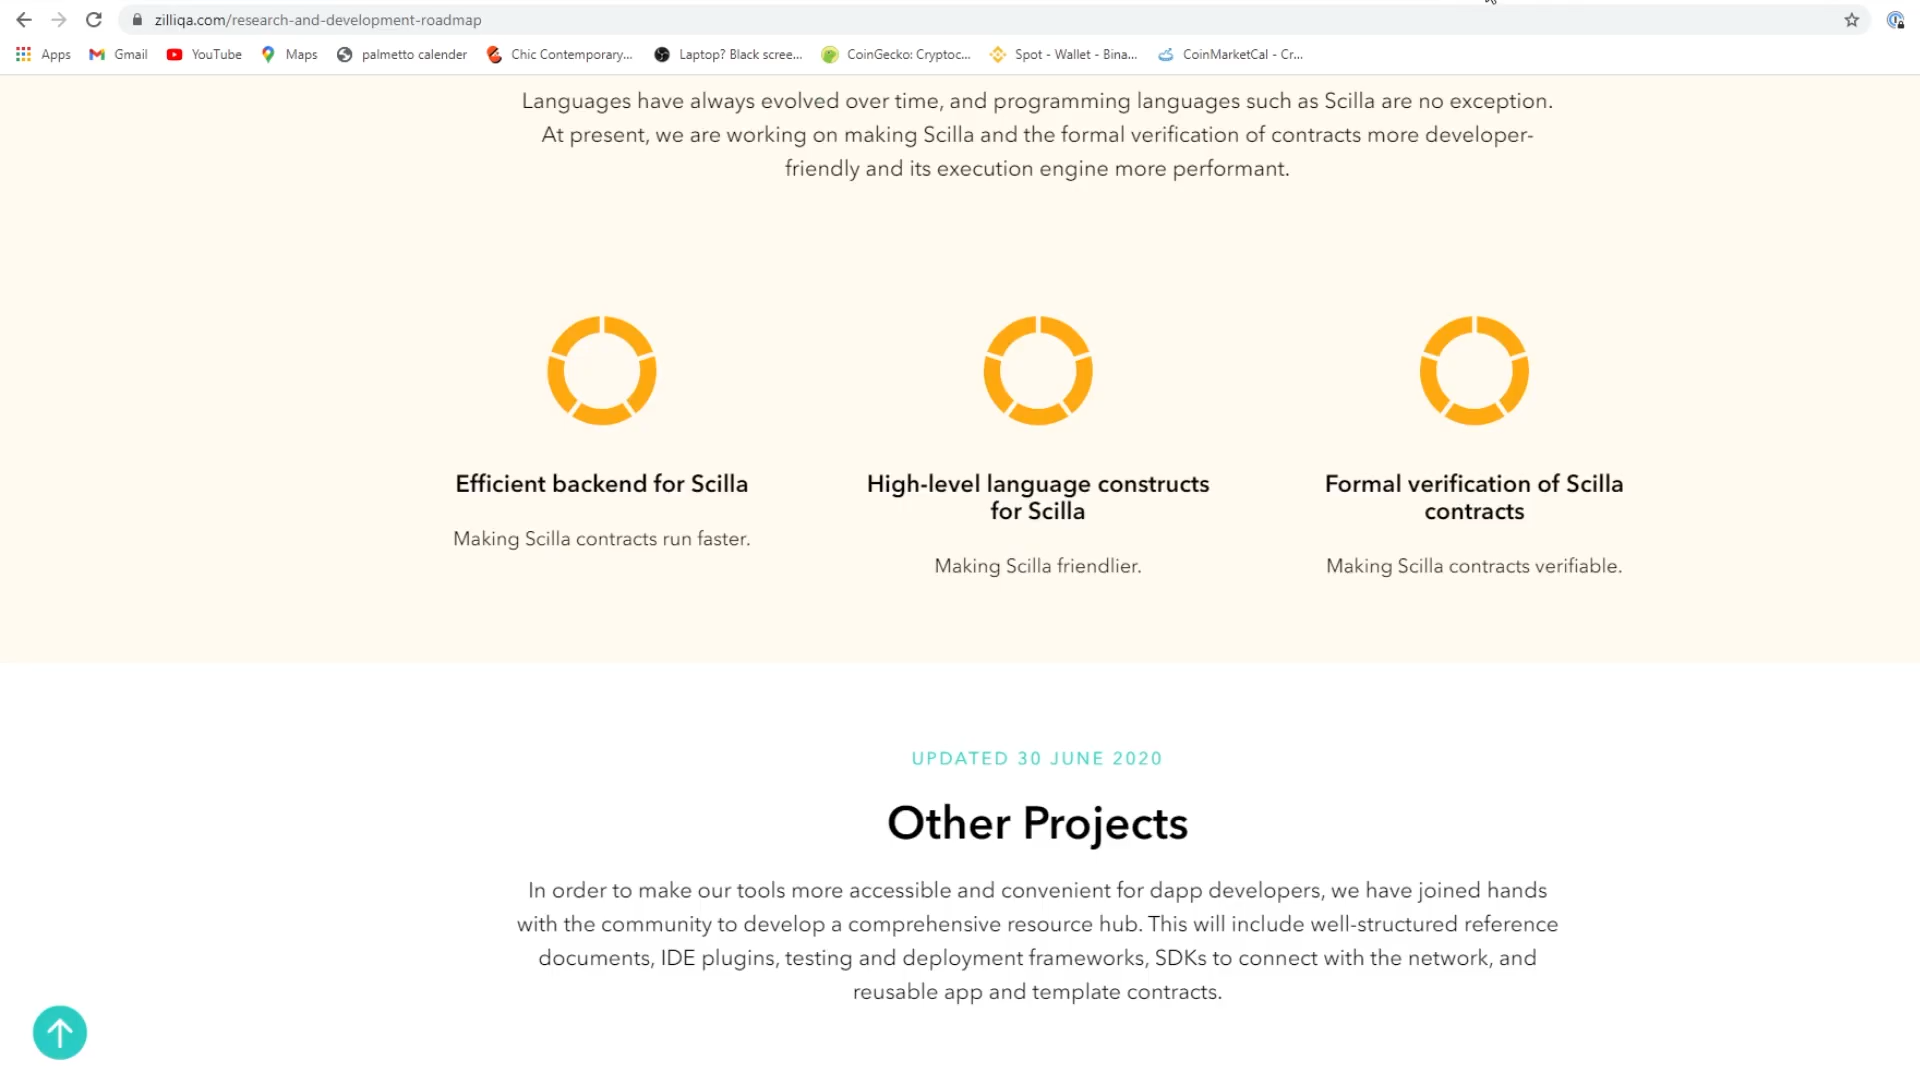 zilliqa.com/research-and-development-roadmap
Apps Gmail YouTube Maps palmetto calender Chic Contemporary... Laptop? Black scree... CoinGecko: Cryptoc... Spot - Wallet - Bina... CoinMarketCal - Cr...
Languages have always evolved over time, and programming languages such as Scilla are no exception.
At present, we are working on making Scilla and the formal verification of contracts more developer-
friendly and its execution engine more performant.
Efficient backend for Scilla
Making Scilla contracts run faster.
High-level language constructs
for Scilla
Making Scilla friendlier.
Formal verification of Scilla
contracts
Making Scilla contracts verifiable.
UPDATED 30 JUNE 2020
Other Projects
In order to make our tools more accessible and convenient for dapp developers, we have joined hands
with the community to develop a comprehensive resource hub. This will include well-structured reference
documents, IDE plugins, testing and deployment frameworks, SDKs to connect with the network, and
reusable app and template contracts.